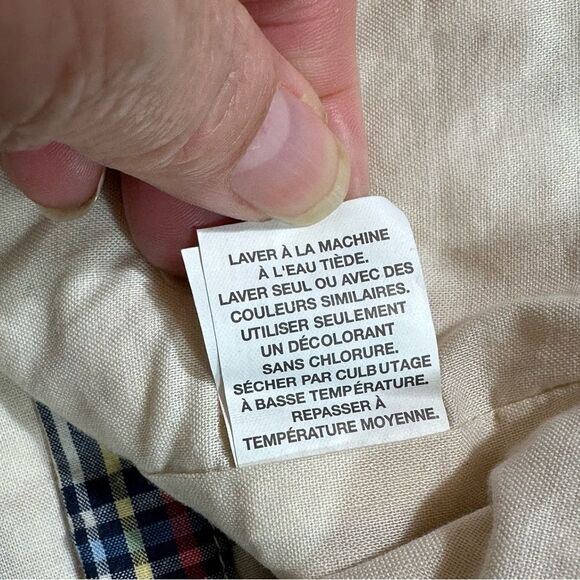 LAVER À LA MACHINE
À L'EAU TIÈDE.
LAVER SEUL OU AVEC DES
COULEURS SIMILAIRES.
UTILISER SEULEMENT
UN DÉCOLORANT
SANS CHLORURE.
SÉCHER PAR CULBUTAGE
À BASSE TEMPÉRATURE.
REPASSER À
TEMPÉRATURE MOYENNE.